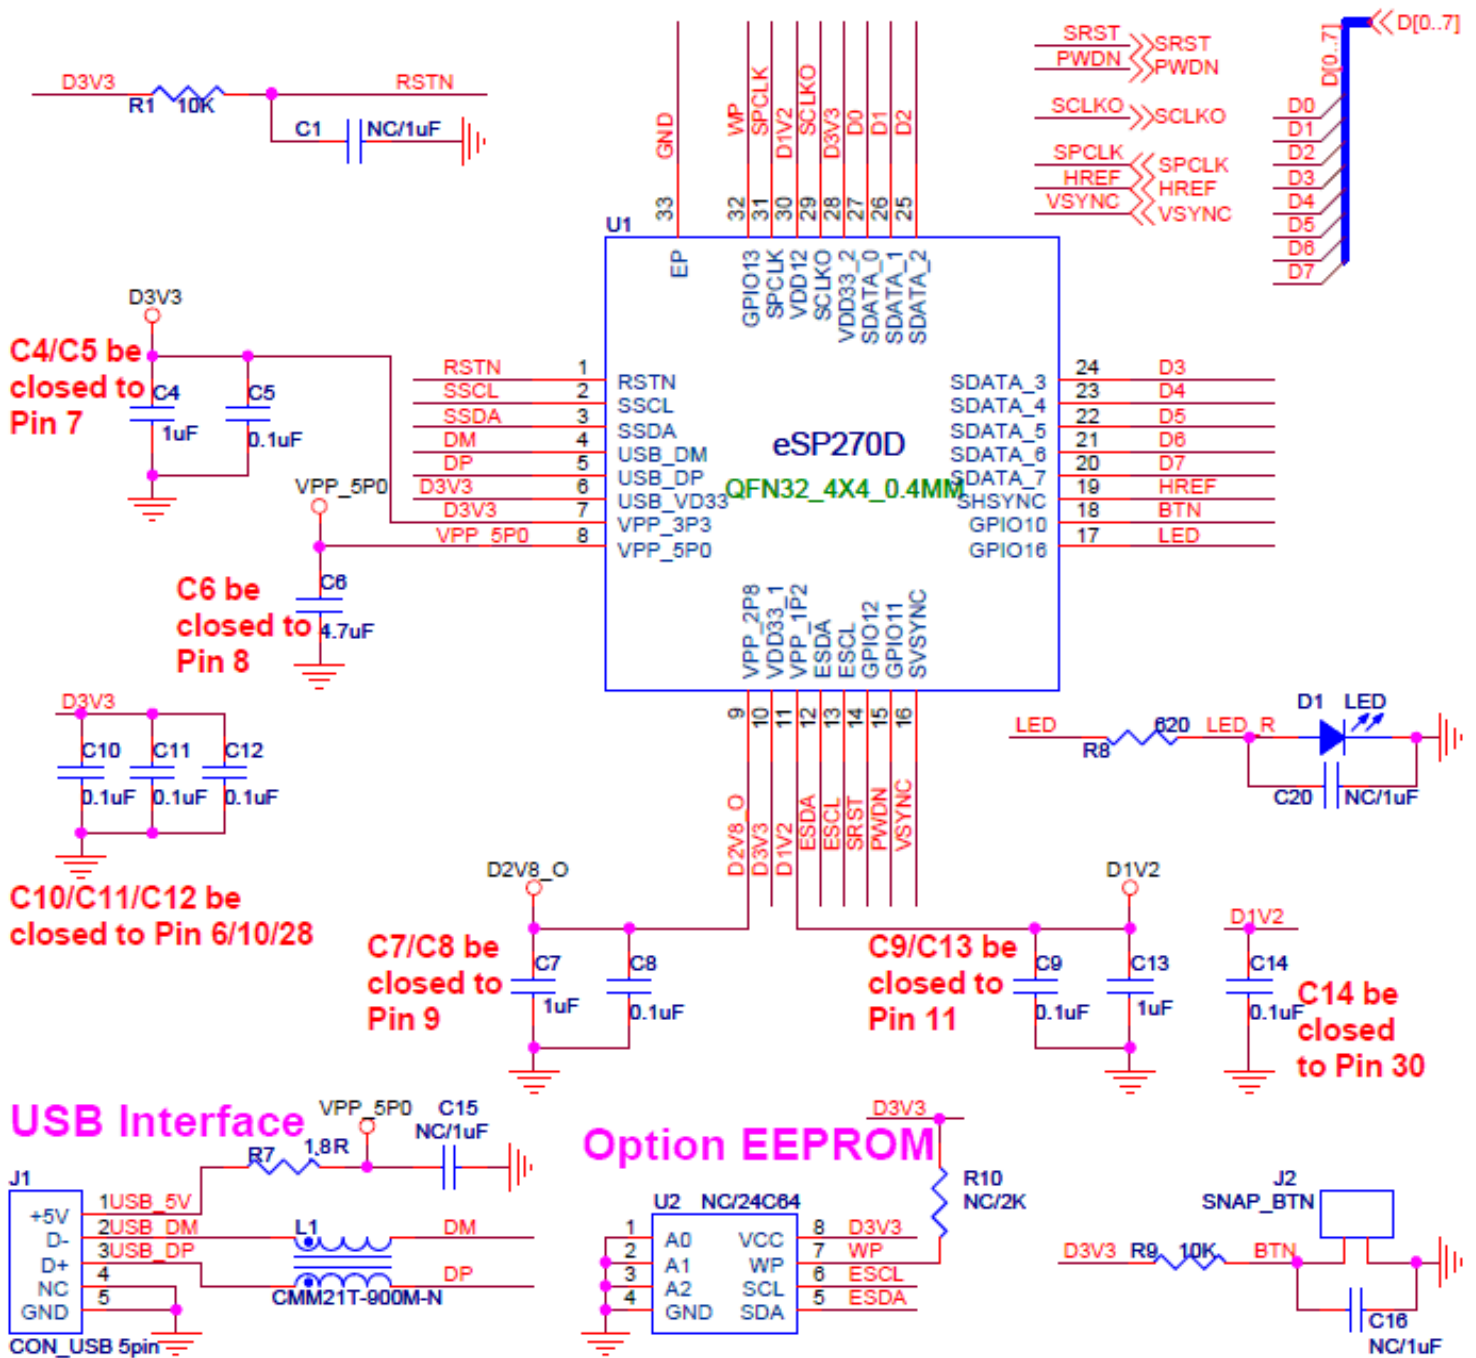 D3V3
R1 10K
RSTN
C1
NC/1uF
GND
WP
SPCLK
D1V2
SCLKO
D3V3
D0
D1
D2
33
32
31
30
29
28
27
26
25
SRST
SRST
PWDN
PWDN
SCLKO
SCLKO
SPCLK
SPCLK
HREF
HREF
VSYNC
VSYNC
D[0..7]
D[0..7]
D0
D1
D2
D3
D4
D5
D6
D7
U1
EP
GPIO13
SPCLK
VDD12
SCLKO
VDD33_2
SDATA_0
SDATA_1
SDATA_2
D3V3
C4/C5 be
closed to
Pin 7
C4
1uF
C5
0.1uF
RSTN 1 RSTN
SSCL 2 SSCL
SSDA 3 SSDA
DM 4 USB_DM
DP 5 USB_DP
D3V3 6 USB_VD33
D3V3 7 VPP_3P3
VPP_5P0 8 VPP_5P0
eSP270D
QFN32_4X4_0.4MM
SDATA_3 24 D3
SDATA_4 23 D4
SDATA_5 22 D5
SDATA_6 21 D6
SDATA_7 20 D7
SHSYNC 19 HREF
GPIO10 18 BTN
GPIO16 17 LED
VPP_5P0
C6 be
closed to
Pin 8
C6
4.7uF
VPP_2P8
VDD33_1
VPP_1P2
ESDA
ESCL
GPIO12
GPIO11
SVSYNC
9
10
11
12
13
14
15
16
D2V8_O
D3V3
D1V2
ESDA
ESCL
SRST
PWDN
VSYNC
D3V3
C10
C11
C12
0.1uF
0.1uF
0.1uF
C10/C11/C12 be
closed to Pin 6/10/28
LED
R8
620
LED_R
D1
LED
C20
NC/1uF
D2V8_O
C7/C8 be
closed to
Pin 9
C7
1uF
C8
0.1uF
D1V2
C9/C13 be
closed to
Pin 11
C9
0.1uF
C13
1uF
D1V2
C14
0.1uF
C14 be
closed
to Pin 30
USB Interface
VPP_5P0
C15
NC/1uF
R7
1.8R
J1
+5V 1 USB_5V
D- 2 USB_DM
D+ 3 USB_DP
NC 4
GND 5
CON_USB 5pin
L1
DM
DP
CMM21T-900M-N
Option EEPROM
D3V3
R10
NC/2K
U2
NC/24C64
1 A0 VCC 8 D3V3
2 A1 WP 7 WP
3 A2 SCL 6 ESCL
4 GND SDA 5 ESDA
J2
SNAP_BTN
D3V3
R9
10K
BTN
C16
NC/1uF